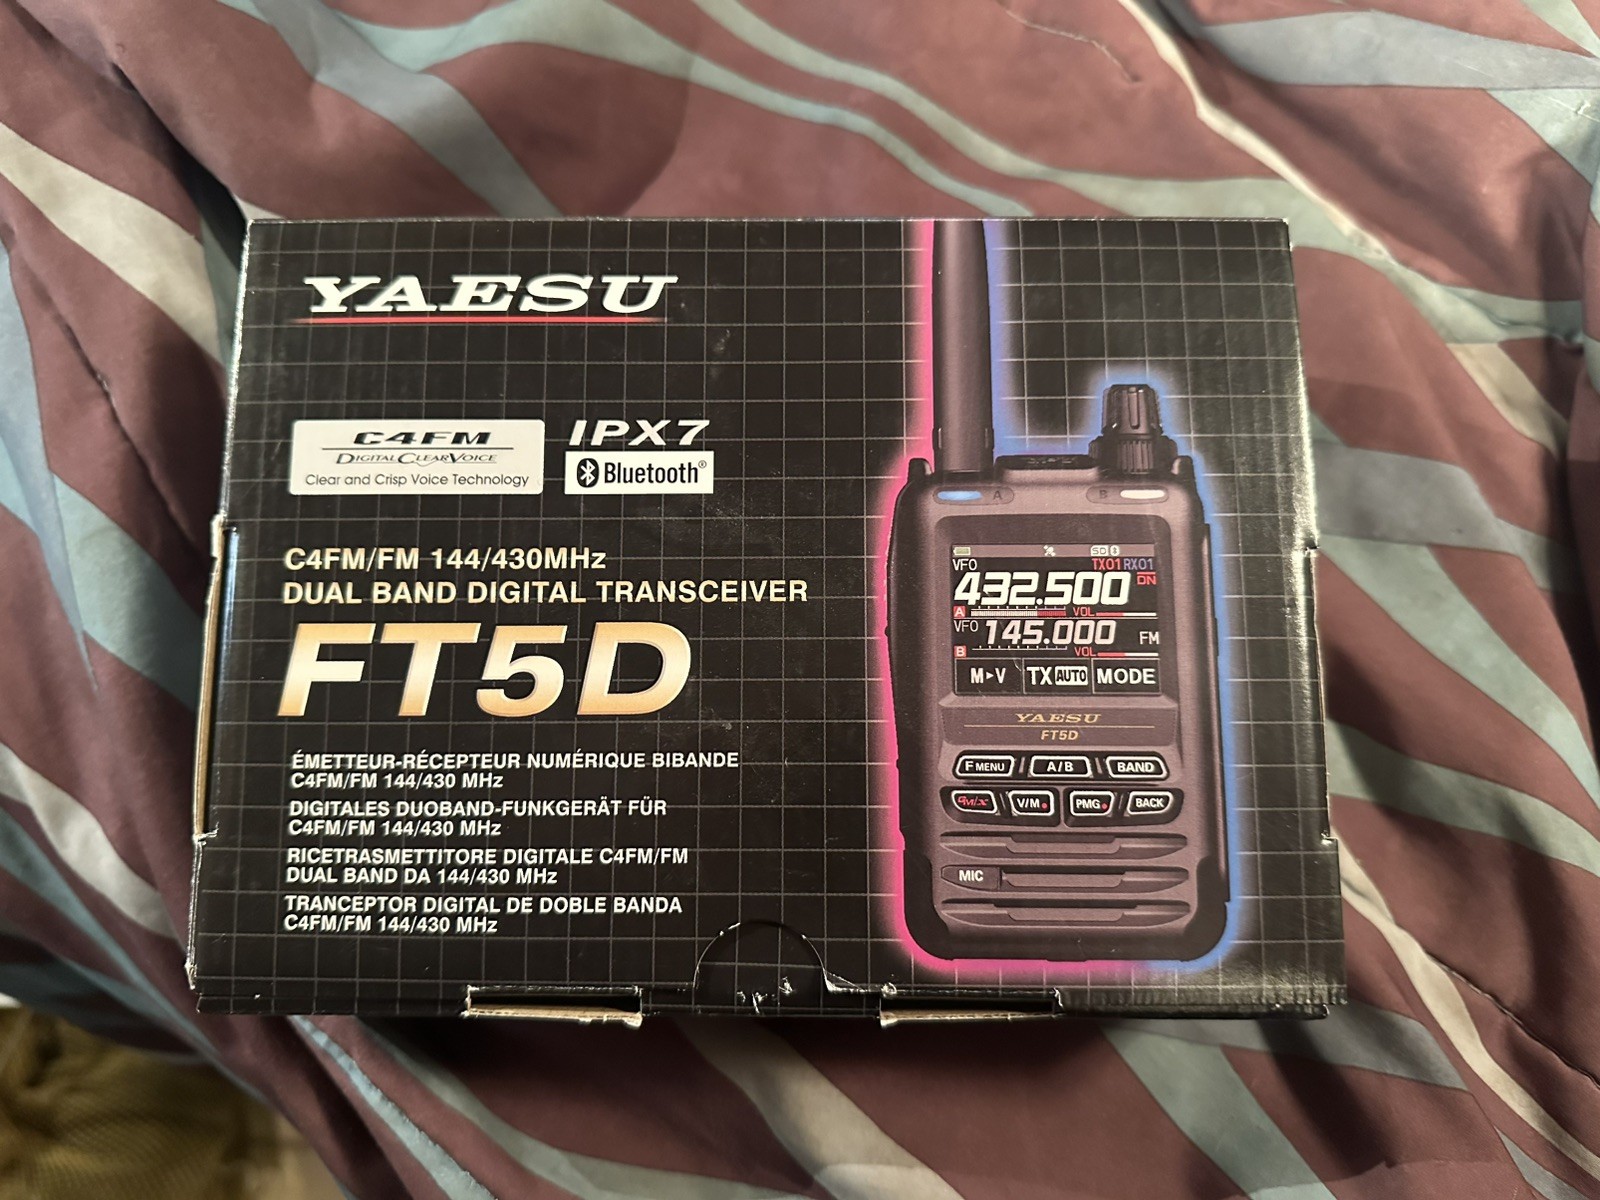 YAESU
C4FM
DIGITAL CLEAR VOICE
Clear and Crisp Voice Technology
IPX7
Bluetooth®
C4FM/FM 144/430MHz
DUAL BAND DIGITAL TRANSCEIVER
FT5D
ÉMETTEUR-RÉCEPTEUR NUMÉRIQUE BIBANDE
C4FM/FM 144/430 MHz
DIGITALES DUOBAND-FUNKGERÄT FÜR
C4FM/FM 144/430 MHz
RICETRASMETTITORE DIGITALE C4FM/FM
DUAL BAND DA 144/430 MHz
TRANCEPTOR DIGITAL DE DOBLE BANDA
C4FM/FM 144/430 MHz
A B
SD
VFO TX01 RX01
432.500 DN
A VOL
VFO 145.000 FM
B VOL
M▸V TX AUTO MODE
YAESU
FT5D
F MENU A/B BAND
V/M PMG BACK
MIC